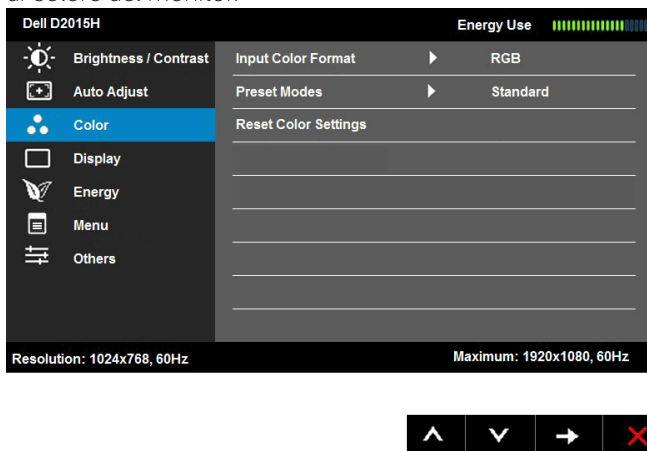 Dell D2015H Energy Use
Brightness / Contrast Input Color Format RGB
Auto Adjust Preset Modes Standard
Color Reset Color Settings
Display
Energy
Menu
Others
Resolution: 1024x768, 60Hz Maximum: 1920x1080, 60Hz